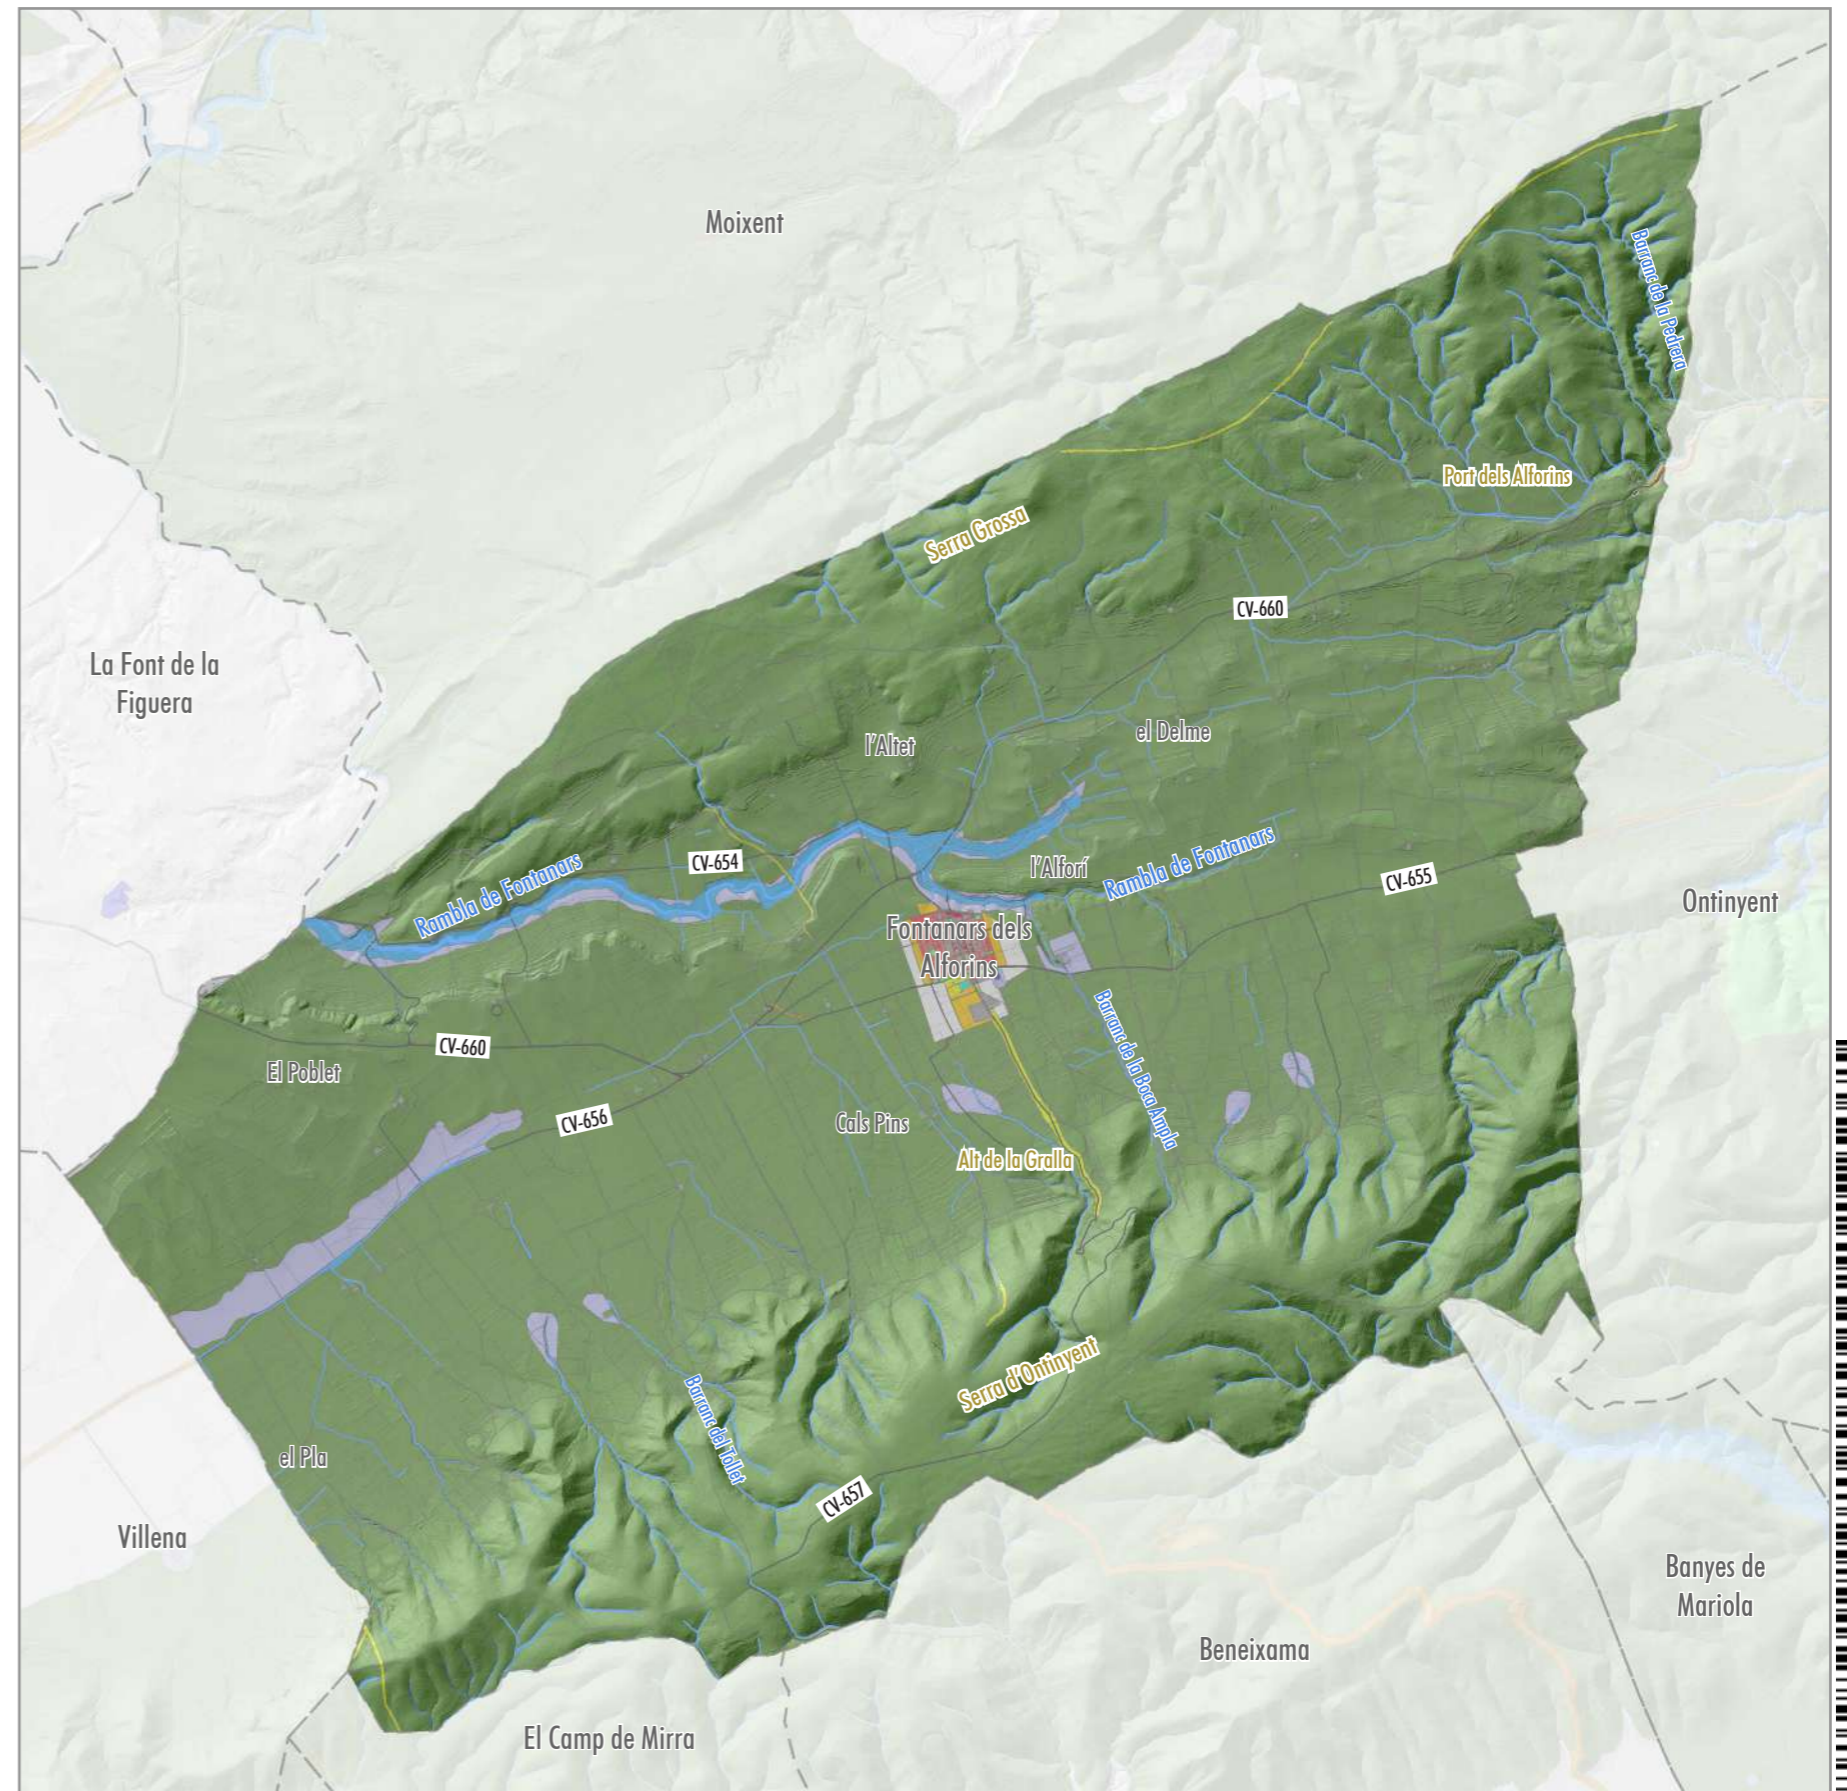 Moixent
Barranc de la Pedrera
Port dels Alforins
Serra Grossa
CV-660
La Font de la
Figuera
l'Altet
el Delme
CV-654
l'Alforí
Rambla de Fontanars
Rambla de Fontanars
CV-655
Ontinyent
Fontanars dels
Alforins
CV-660
El Poblet
Barranc de la Boca Ampla
CV-656
Cals Pins
Alt de la Gralla
Serra d'Ontinyent
Barranc del Tollet
el Pla
CV-657
Villena
Banyes de
Mariola
Beneixama
El Camp de Mirra